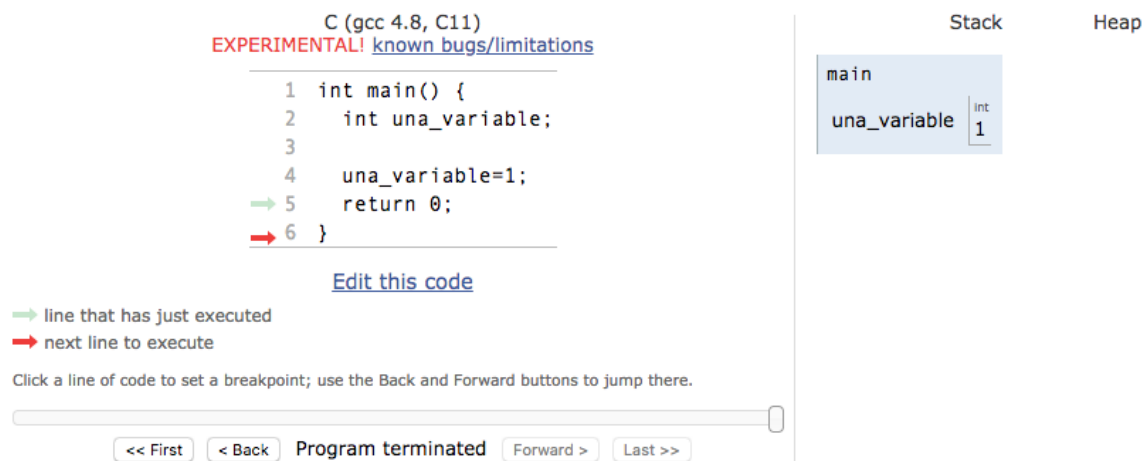 C (gcc 4.8, C11)
EXPERIMENTAL! known bugs/limitations
1 int main() {
2 int una_variable;
3
4 una_variable=1;
5 return 0;
6 }
Edit this code
line that has just executed
next line to execute
Click a line of code to set a breakpoint; use the Back and Forward buttons to jump there.
<< First < Back Program terminated Forward > Last >>
Stack Heap
main
int
una_variable 1